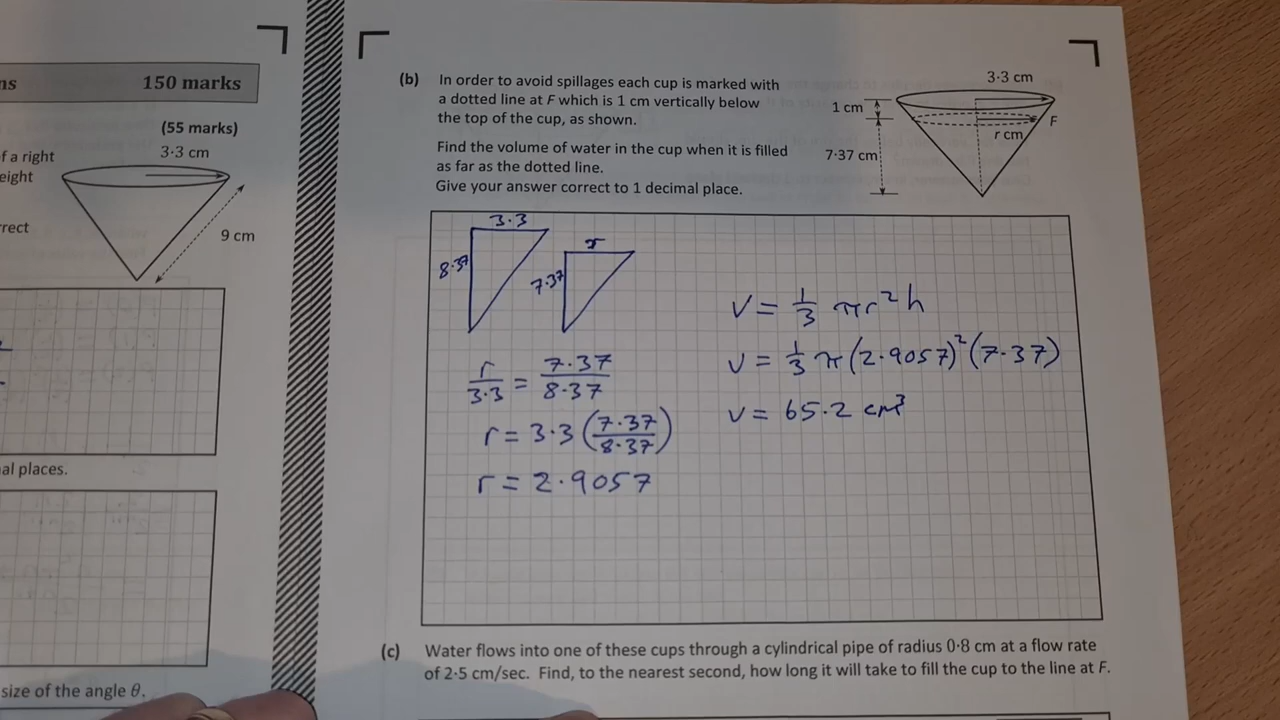 ns 150 marks
(55 marks)
f a right
3·3 cm
eight
rrect
9 cm
al places.
size of the angle θ.
(b) In order to avoid spillages each cup is marked with
a dotted line at F which is 1 cm vertically below
the top of the cup, as shown.
Find the volume of water in the cup when it is filled
as far as the dotted line.
Give your answer correct to 1 decimal place.
3·3 cm
1 cm
F
r cm
7·37 cm
3·3
8·37
r
7·37
r/3·3 = 7·37/8·37
r = 3·3 (7·37/8·37)
r = 2·9057
V = 1/3 πr²h
V = 1/3 π(2·9057)²(7·37)
V = 65·2 cm³
(c) Water flows into one of these cups through a cylindrical pipe of radius 0·8 cm at a flow rate
of 2·5 cm/sec. Find, to the nearest second, how long it will take to fill the cup to the line at F.